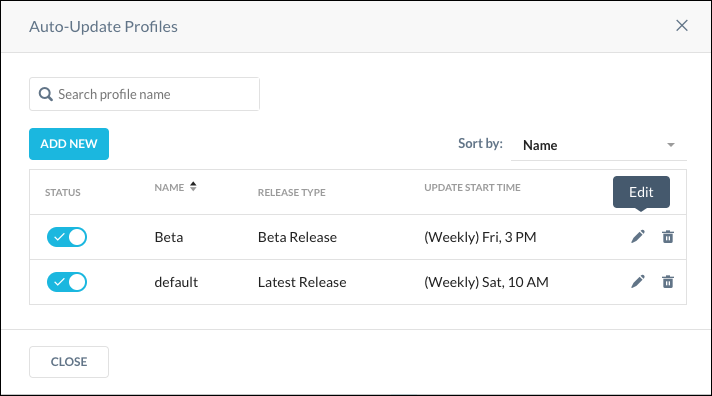 Auto-Update Profiles
Search profile name
ADD NEW
Sort by: Name
STATUS NAME RELEASE TYPE UPDATE START TIME
Edit
Beta Beta Release (Weekly) Fri, 3 PM
default Latest Release (Weekly) Sat, 10 AM
CLOSE